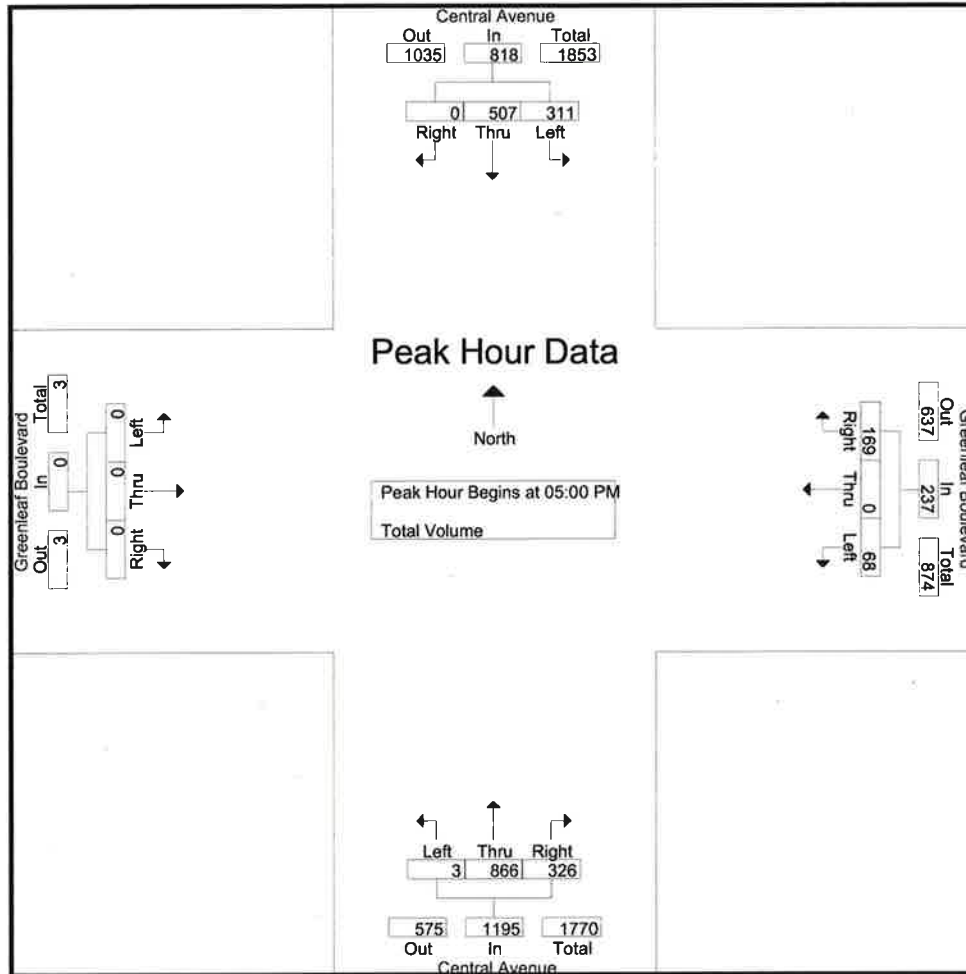 Central Avenue
Out In Total
1035 818 1853
0 507 311
Right Thru Left
Peak Hour Data
North
Peak Hour Begins at 05:00 PM
Total Volume
Greenleaf Boulevard
Out In Total
3 0 3
Left Thru Right
0 0 0
Greenleaf Boulevard
Out In Total
637 237 874
169 0 68
Right Thru Left
Left Thru Right
3 866 326
575 1195 1770
Out In Total
Central Avenue